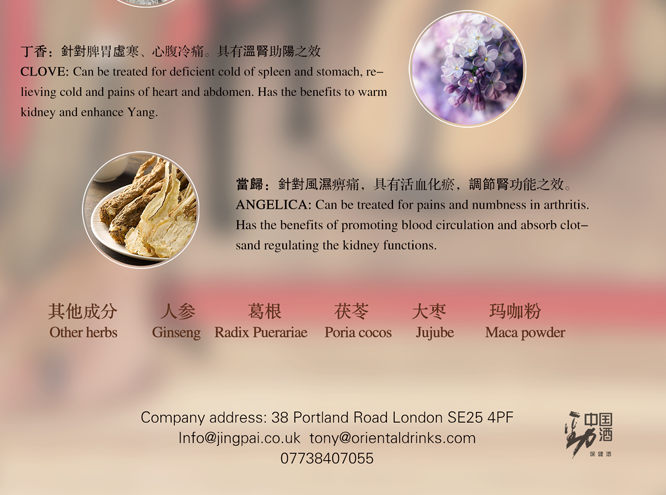 丁香：針對脾胃虛寒、心腹冷痛。具有溫腎助陽之效
CLOVE: Can be treated for deficient cold of spleen and stomach, re-
lieving cold and pains of heart and abdomen. Has the benefits to warm
kidney and enhance Yang.
當歸：針對風濕痹痛，具有活血化瘀，調節腎功能之效。
ANGELICA: Can be treated for pains and numbness in arthritis.
Has the benefits of promoting blood circulation and absorb clot-
sand regulating the kidney functions.
其他成分 人参 葛根 茯苓 大枣 玛咖粉
Other herbs Ginseng Radix Puerariae Poria cocos Jujube Maca powder
Company address: 38 Portland Road London SE25 4PF
Info@jingpai.co.uk tony@orientaldrinks.com
07738407055
中国
劲酒
保健酒